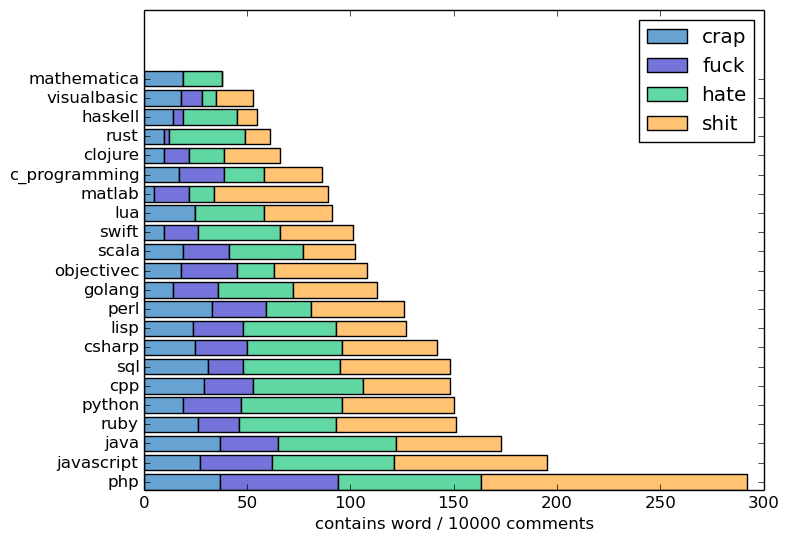 crap
fuck
hate
shit
mathematica
visualbasic
haskell
rust
clojure
c_programming
matlab
lua
swift
scala
objectivec
golang
perl
lisp
csharp
sql
cpp
python
ruby
java
javascript
php
0 50 100 150 200 250 300
contains word / 10000 comments